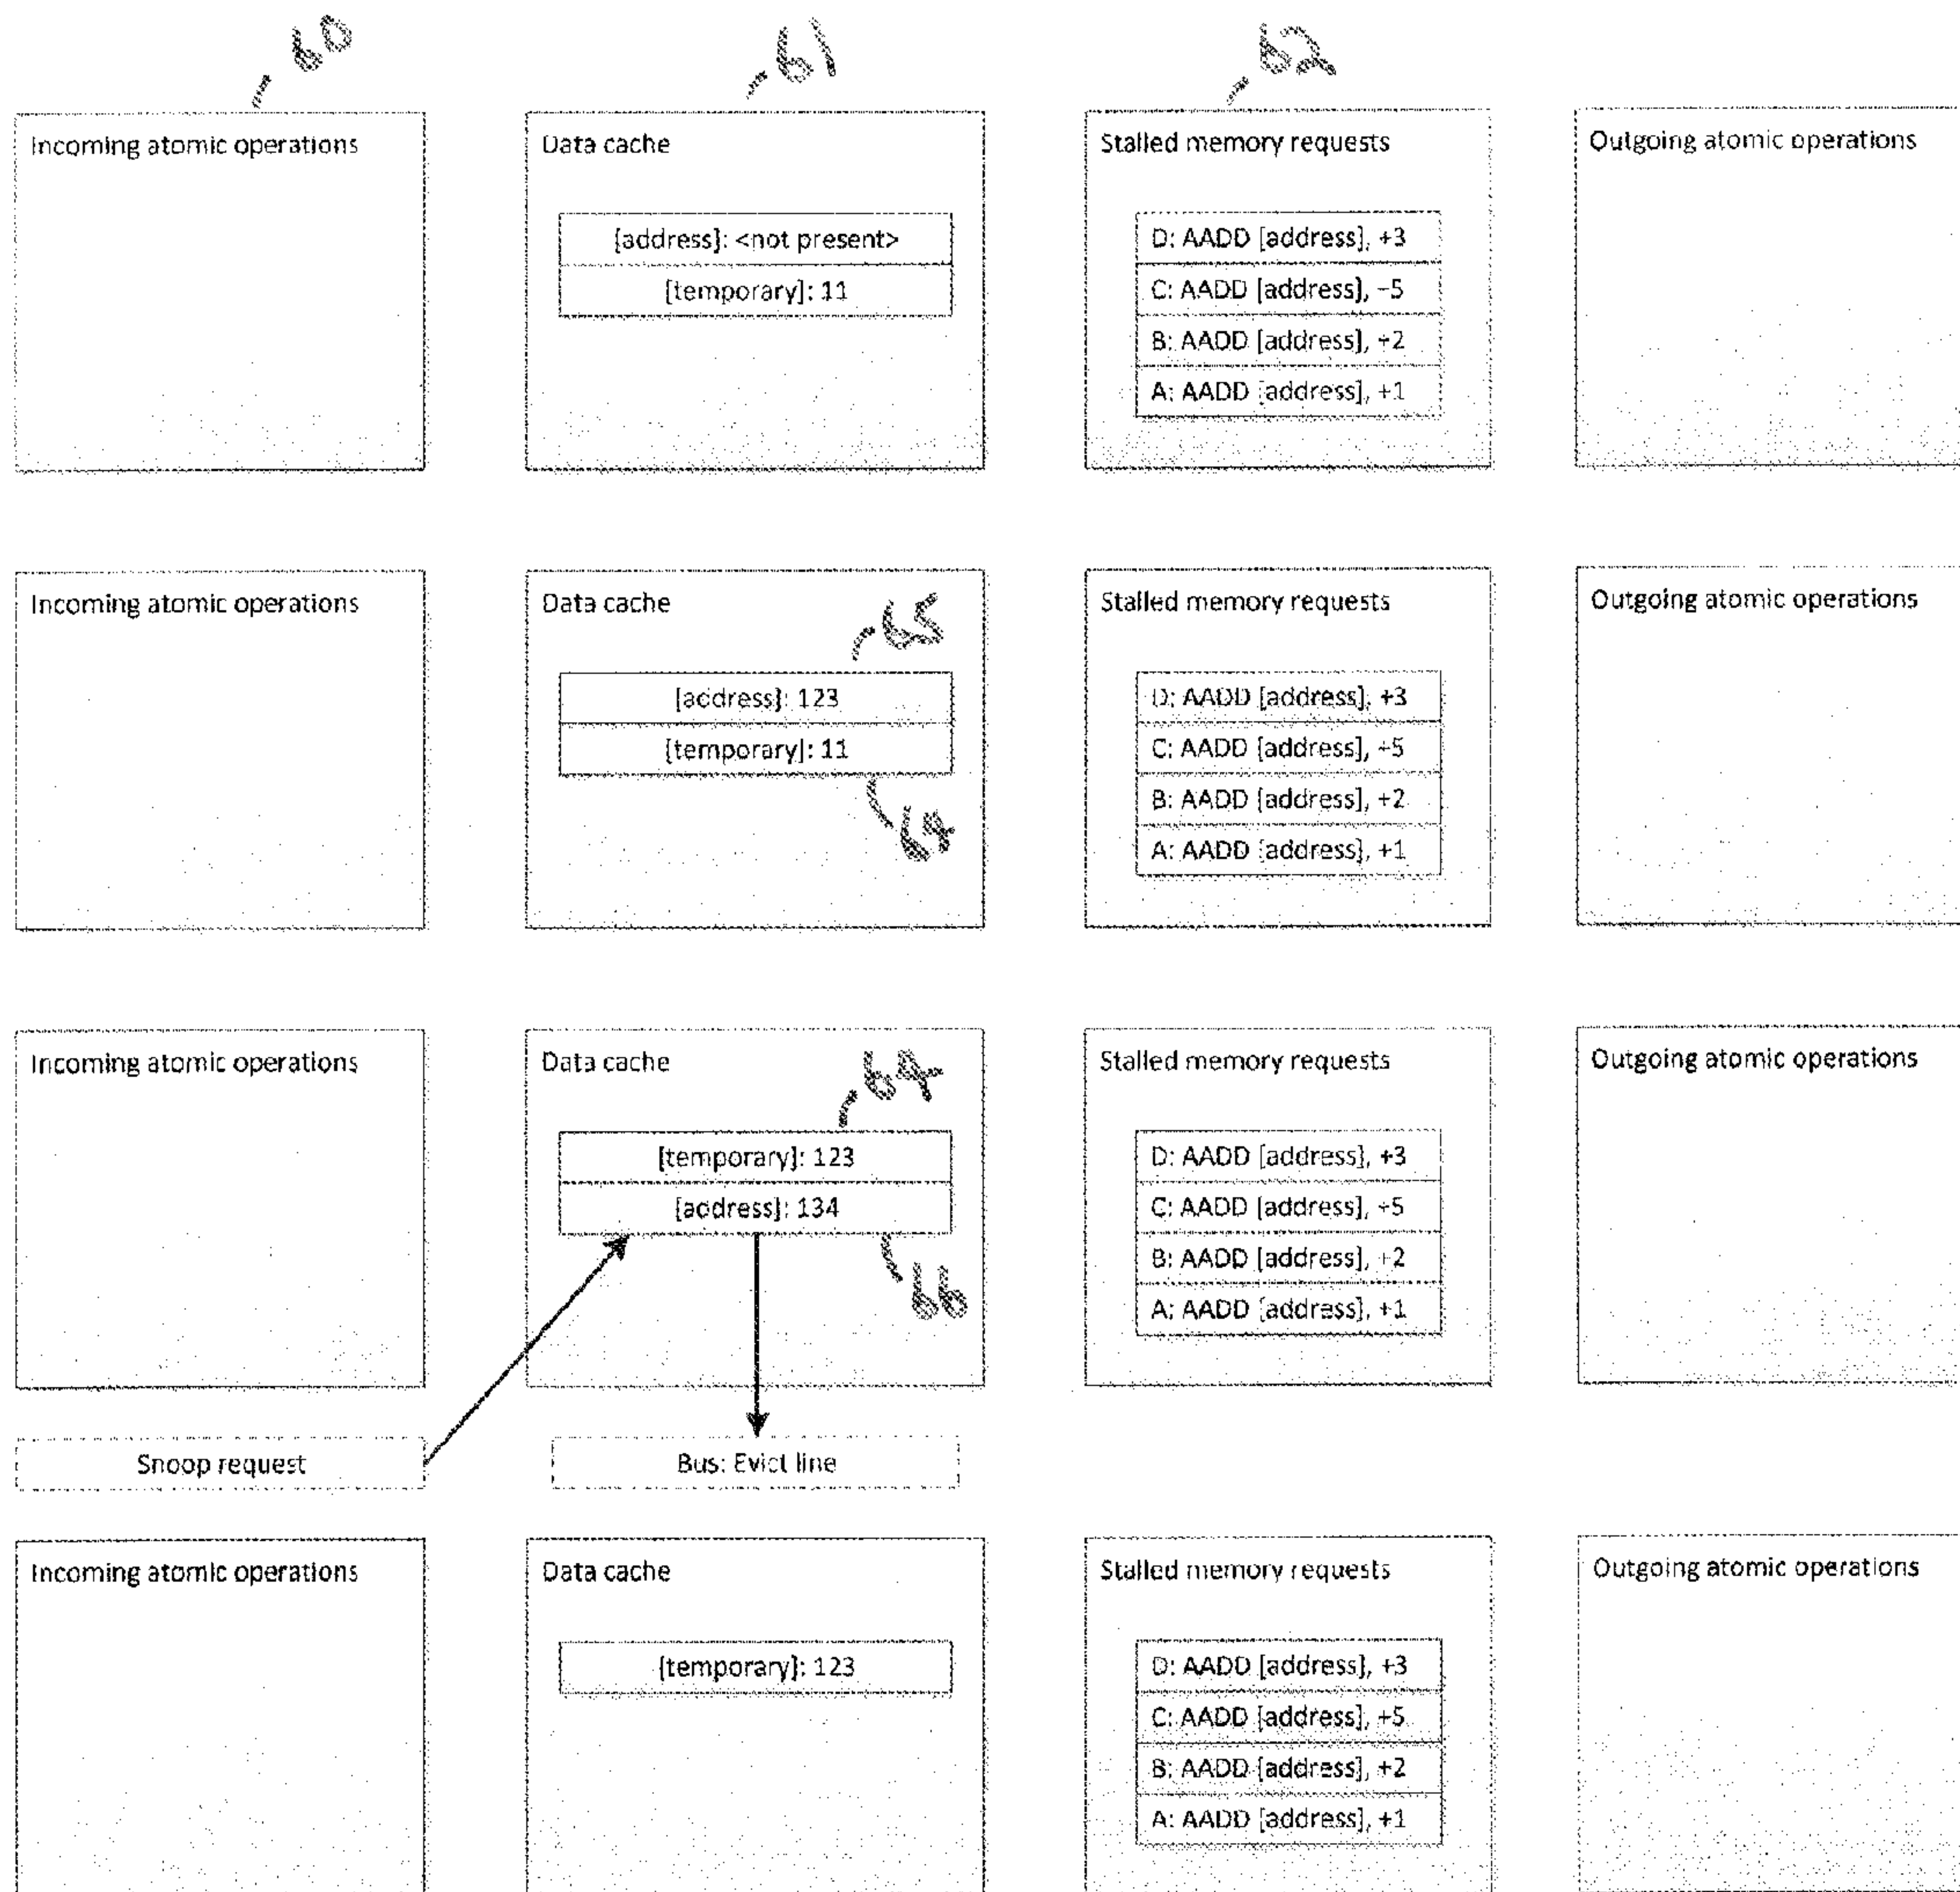 60
61
62
Incoming atomic operations
Data cache
[address]: <not present>
[temporary]: 11
Stalled memory requests
D: AADD [address], +3
C: AADD [address], +5
B: AADD [address], +2
A: AADD [address], +1
Outgoing atomic operations
Incoming atomic operations
Data cache
65
[address]: 123
[temporary]: 11
64
Stalled memory requests
D: AADD [address], +3
C: AADD [address], +5
B: AADD [address], +2
A: AADD [address], +1
Outgoing atomic operations
Incoming atomic operations
Data cache
64
[temporary]: 123
[address]: 134
66
Stalled memory requests
D: AADD [address], +3
C: AADD [address], +5
B: AADD [address], +2
A: AADD [address], +1
Outgoing atomic operations
Snoop request
Bus: Evict line
Incoming atomic operations
Data cache
[temporary]: 123
Stalled memory requests
D: AADD [address], +3
C: AADD [address], +5
B: AADD [address], +2
A: AADD [address], +1
Outgoing atomic operations